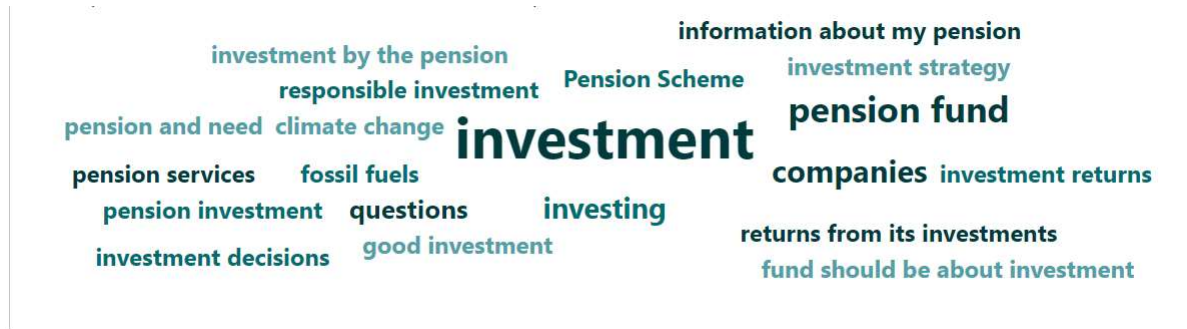 information about my pension
investment by the pension
investment strategy
Pension Scheme
responsible investment
pension fund
pension and need
climate change
investment
companies
investment returns
pension services
fossil fuels
pension investment
questions
investing
returns from its investments
good investment
investment decisions
fund should be about investment